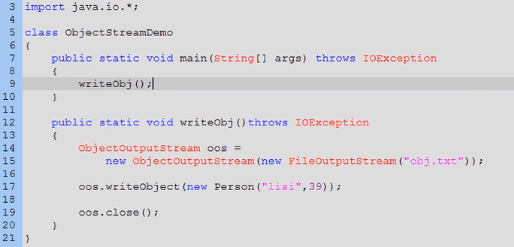 3 import java.io.*;
4
5 class ObjectStreamDemo
6 {
7     public static void main(String[] args) throws IOException
8     {
9         writeObj();
10     }
11
12     public static void writeObj()throws IOException
13     {
14         ObjectOutputStream oos =
15             new ObjectOutputStream(new FileOutputStream("obj.txt"));
16
17         oos.writeObject(new Person("lisi",39));
18
19         oos.close();
20     }
21 }